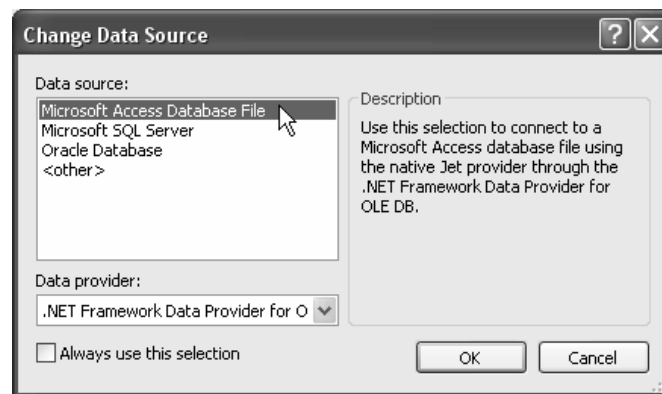 Change Data Source
Data source:
Microsoft Access Database File
Microsoft SQL Server
Oracle Database
<other>
Description
Use this selection to connect to a
Microsoft Access database file using
the native Jet provider through the
.NET Framework Data Provider for
OLE DB.
Data provider:
.NET Framework Data Provider for O
Always use this selection
OK
Cancel